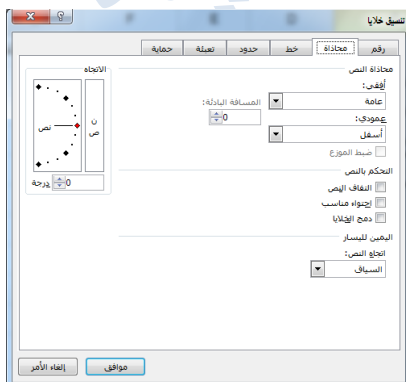 تنسيق خلايا
رقم محاذاة خط حدود تعبئة حماية
محاذاة النص
أفقي:
عامة
المسافة البادئة:
0
عمودي:
أسفل
ضبط الموزع
التحكم بالنص
التفاف النص
احتواء مناسب
دمج الخلايا
اليمين لليسار
اتجاه النص:
السياق
الاتجاه
ن
ص
نص
0 درجة
موافق
إلغاء الأمر